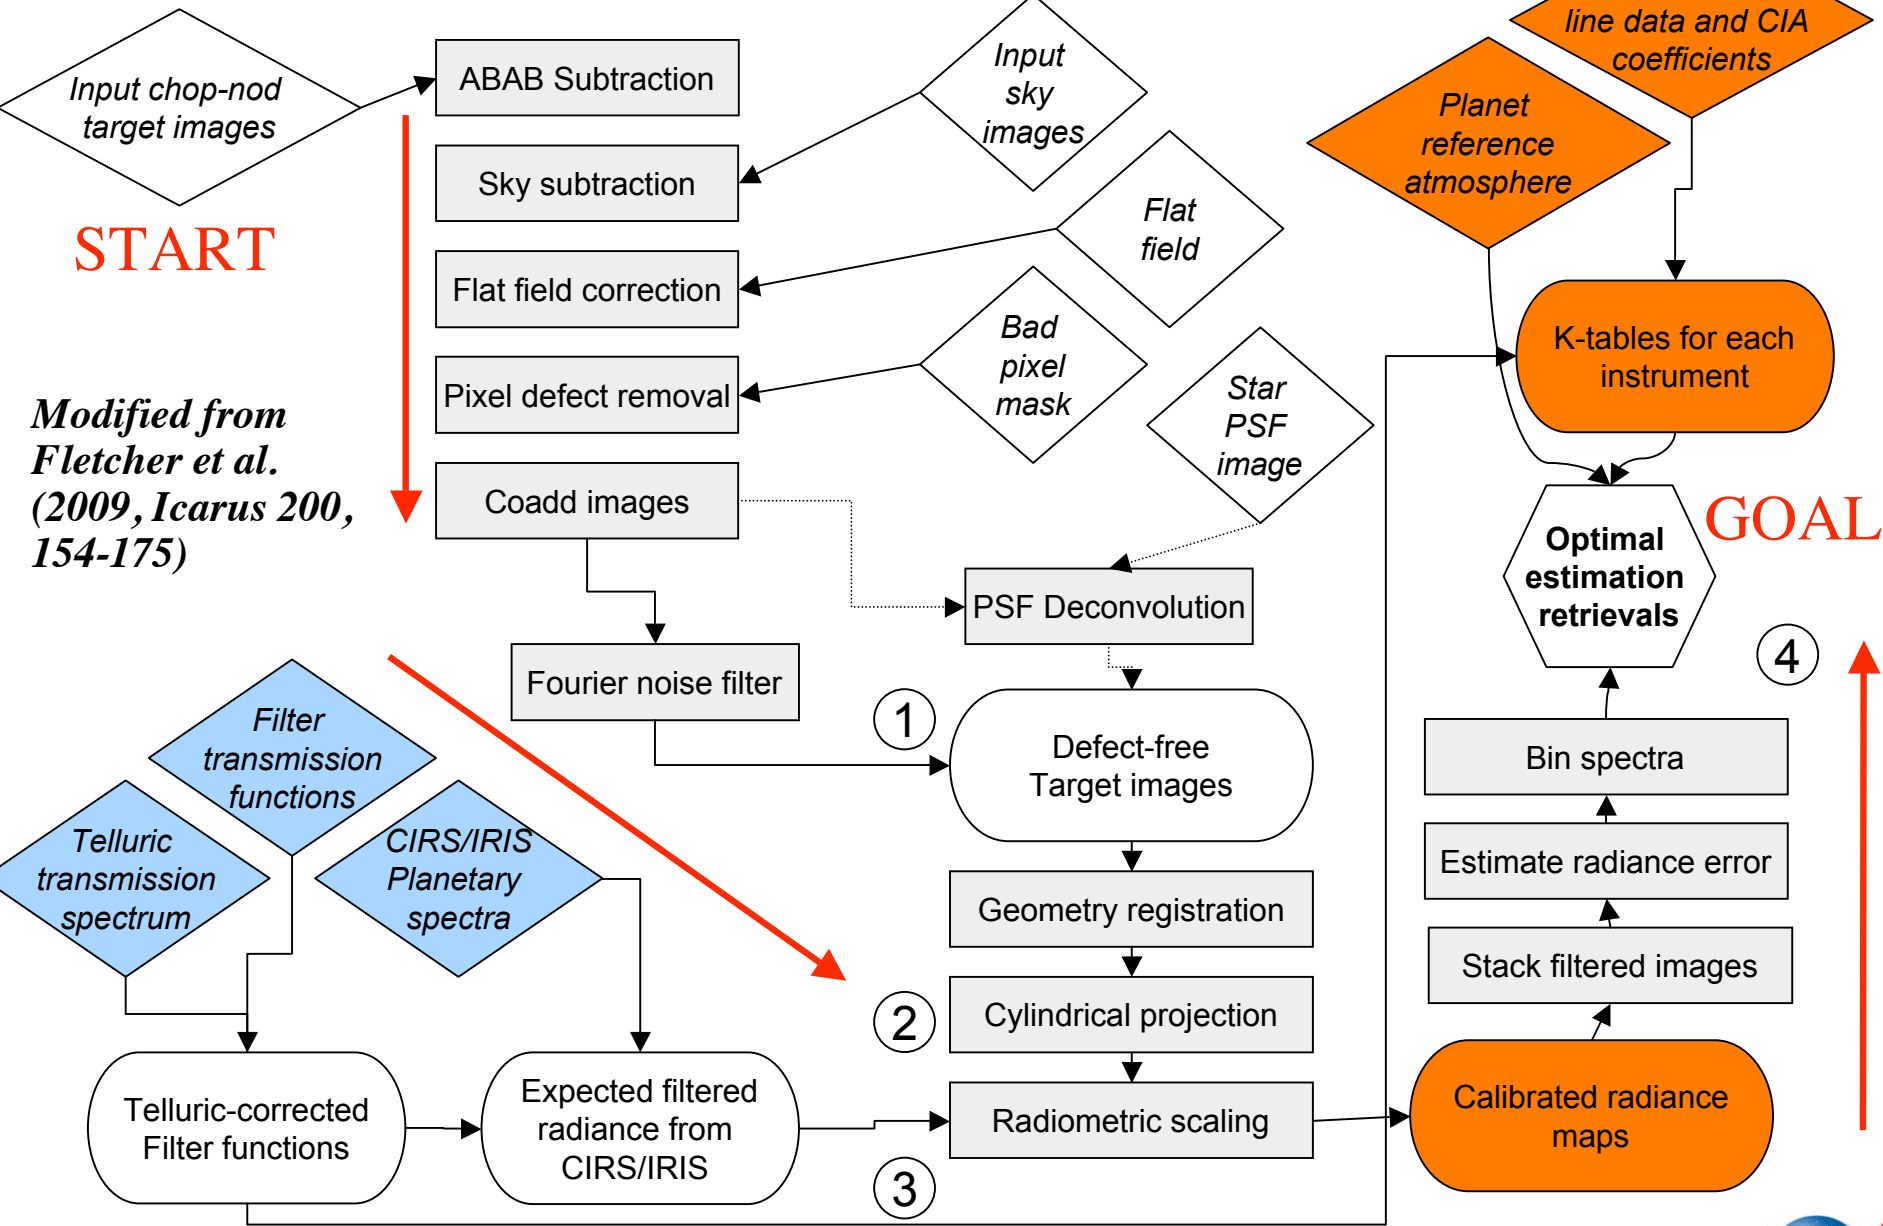 Input chop-nod
target images
START
ABAB Subtraction
Sky subtraction
Flat field correction
Pixel defect removal
Coadd images
Input
sky
images
Flat
field
Bad
pixel
mask
Star
PSF
image
line data and CIA
coefficients
Planet
reference
atmosphere
K-tables for each
instrument
Modified from
Fletcher et al.
(2009, Icarus 200,
154-175)
Optimal
estimation
retrievals
GOAL
PSF Deconvolution
Fourier noise filter
1
Defect-free
Target images
4
Filter
transmission
functions
Telluric
transmission
spectrum
CIRS/IRIS
Planetary
spectra
Geometry registration
2
Cylindrical projection
Radiometric scaling
3
Telluric-corrected
Filter functions
Expected filtered
radiance from
CIRS/IRIS
Bin spectra
Estimate radiance error
Stack filtered images
Calibrated radiance
maps